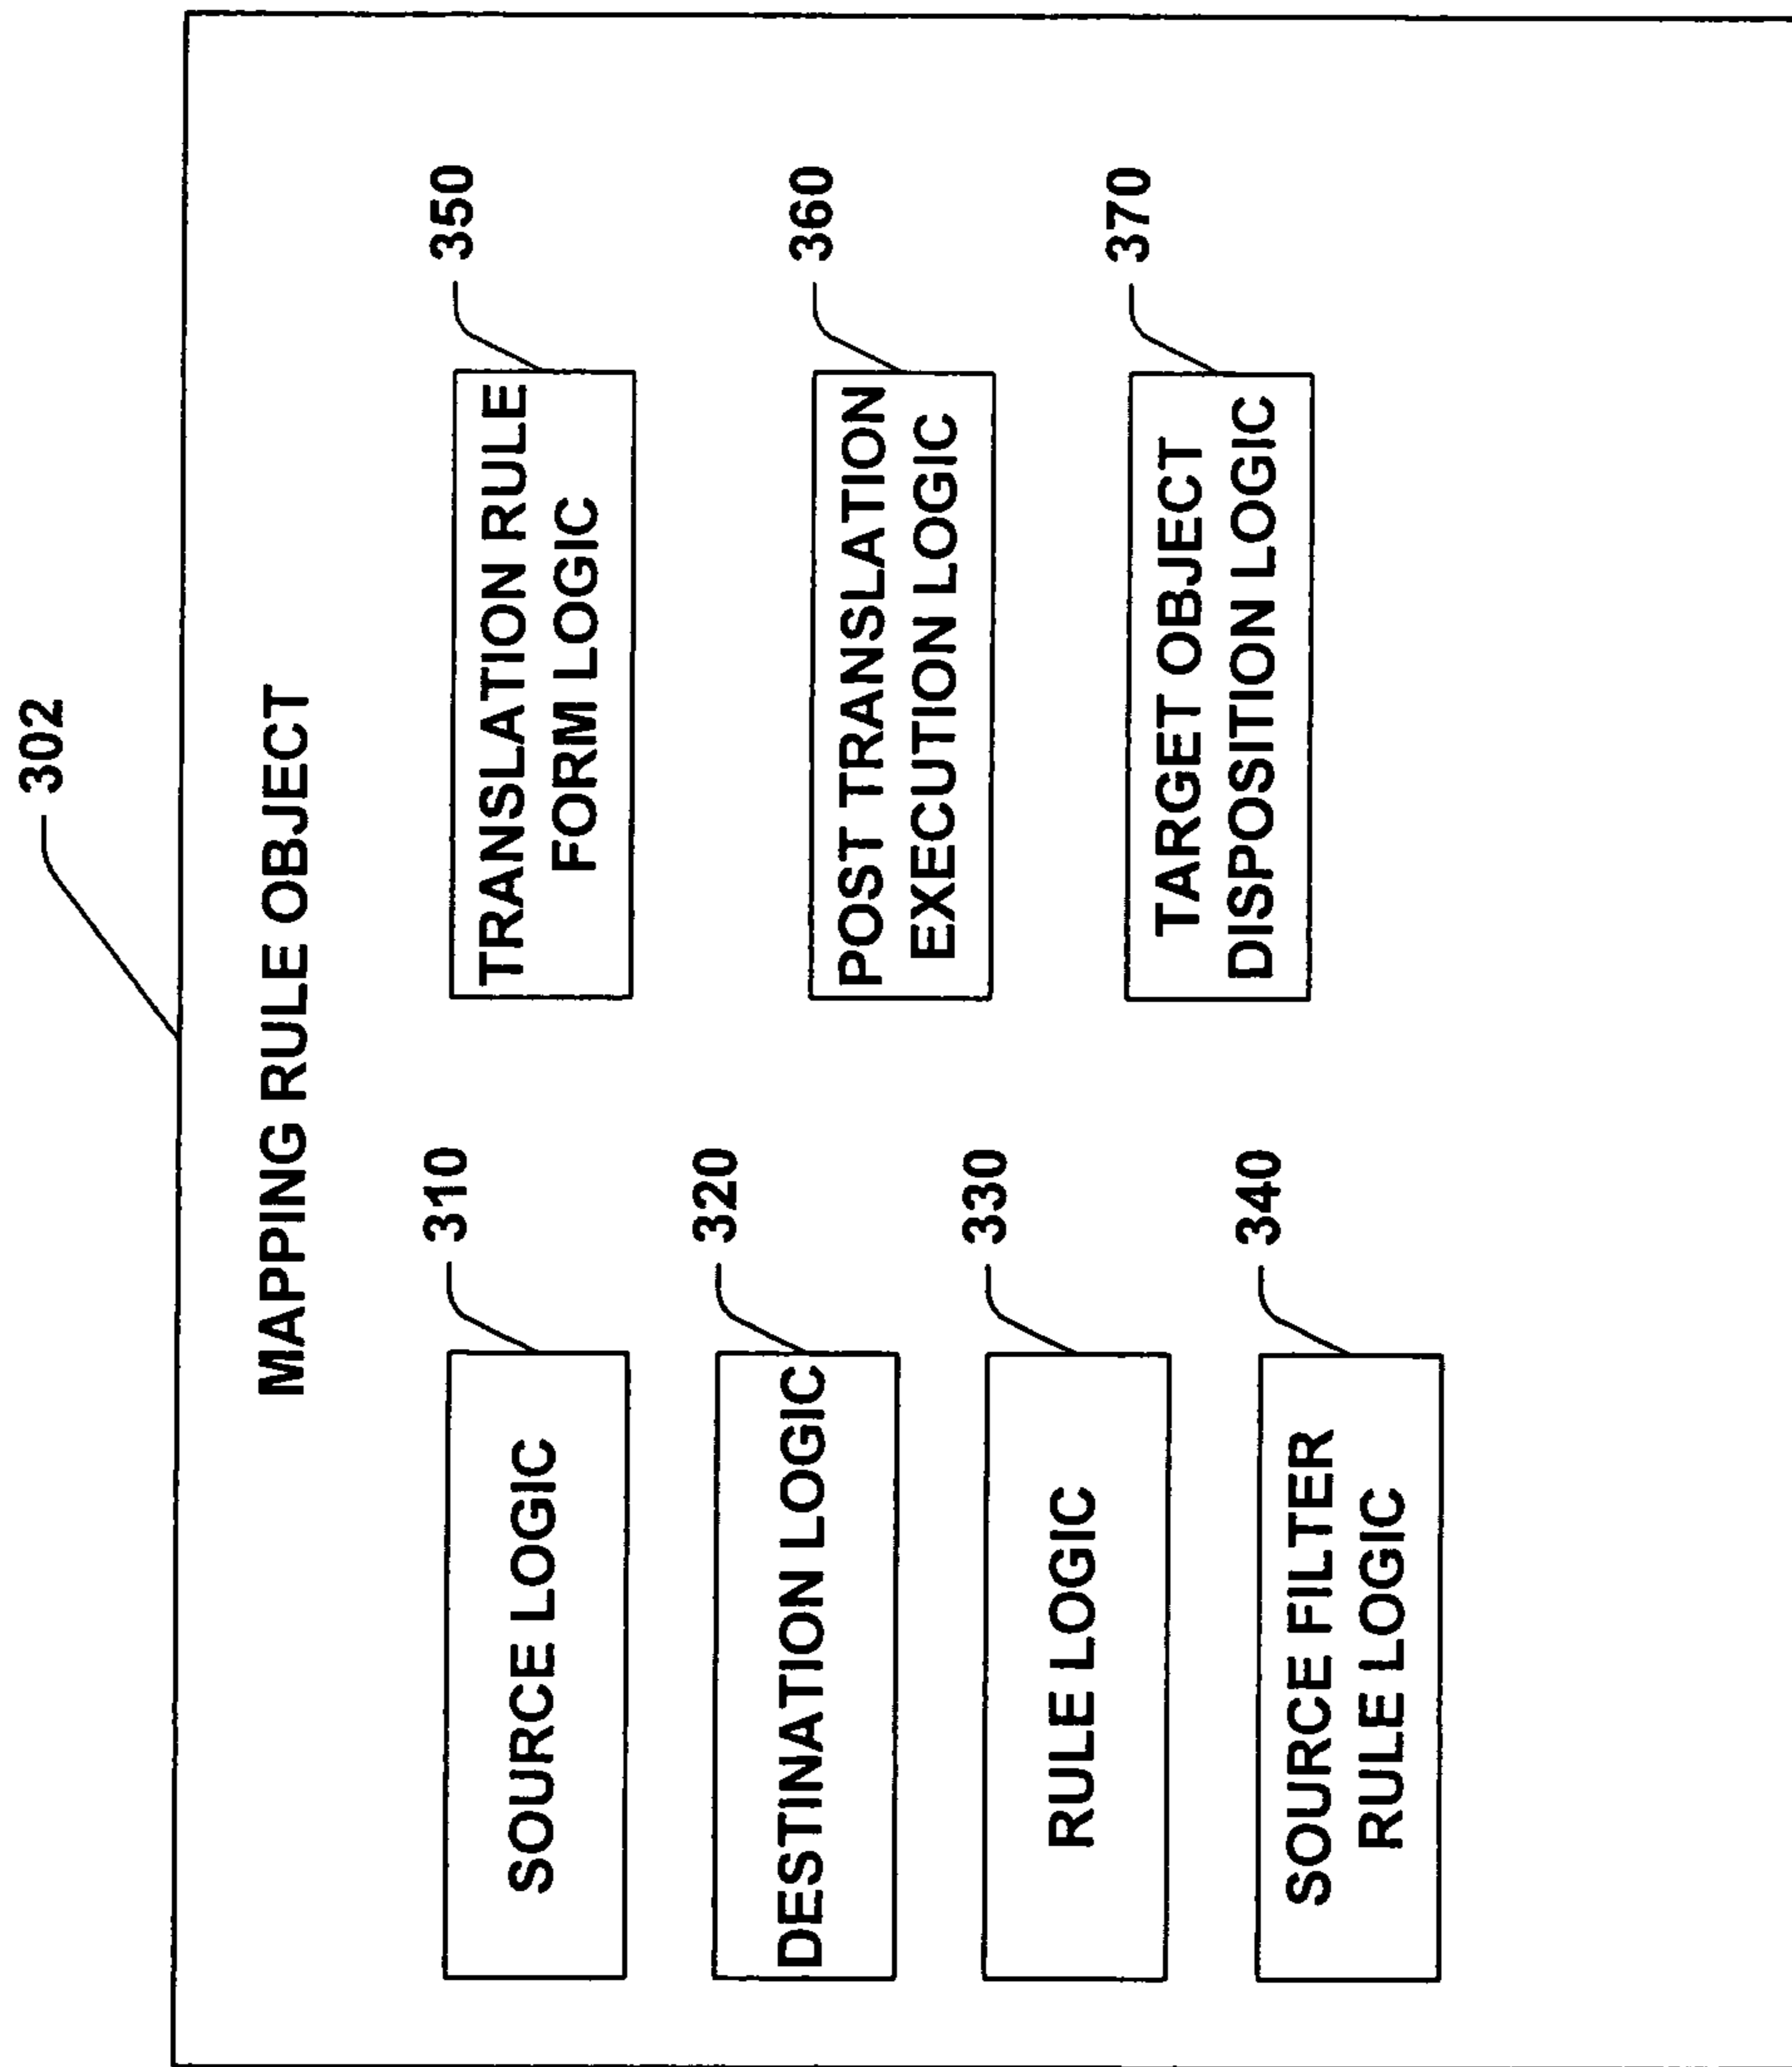 302
MAPPING RULE OBJECT
310
SOURCE LOGIC
320
DESTINATION LOGIC
330
RULE LOGIC
340
SOURCE FILTER
RULE LOGIC
350
TRANSLATION RULE
FORM LOGIC
360
POST TRANSLATION
EXECUTION LOGIC
370
TARGET OBJECT
DISPOSITION LOGIC